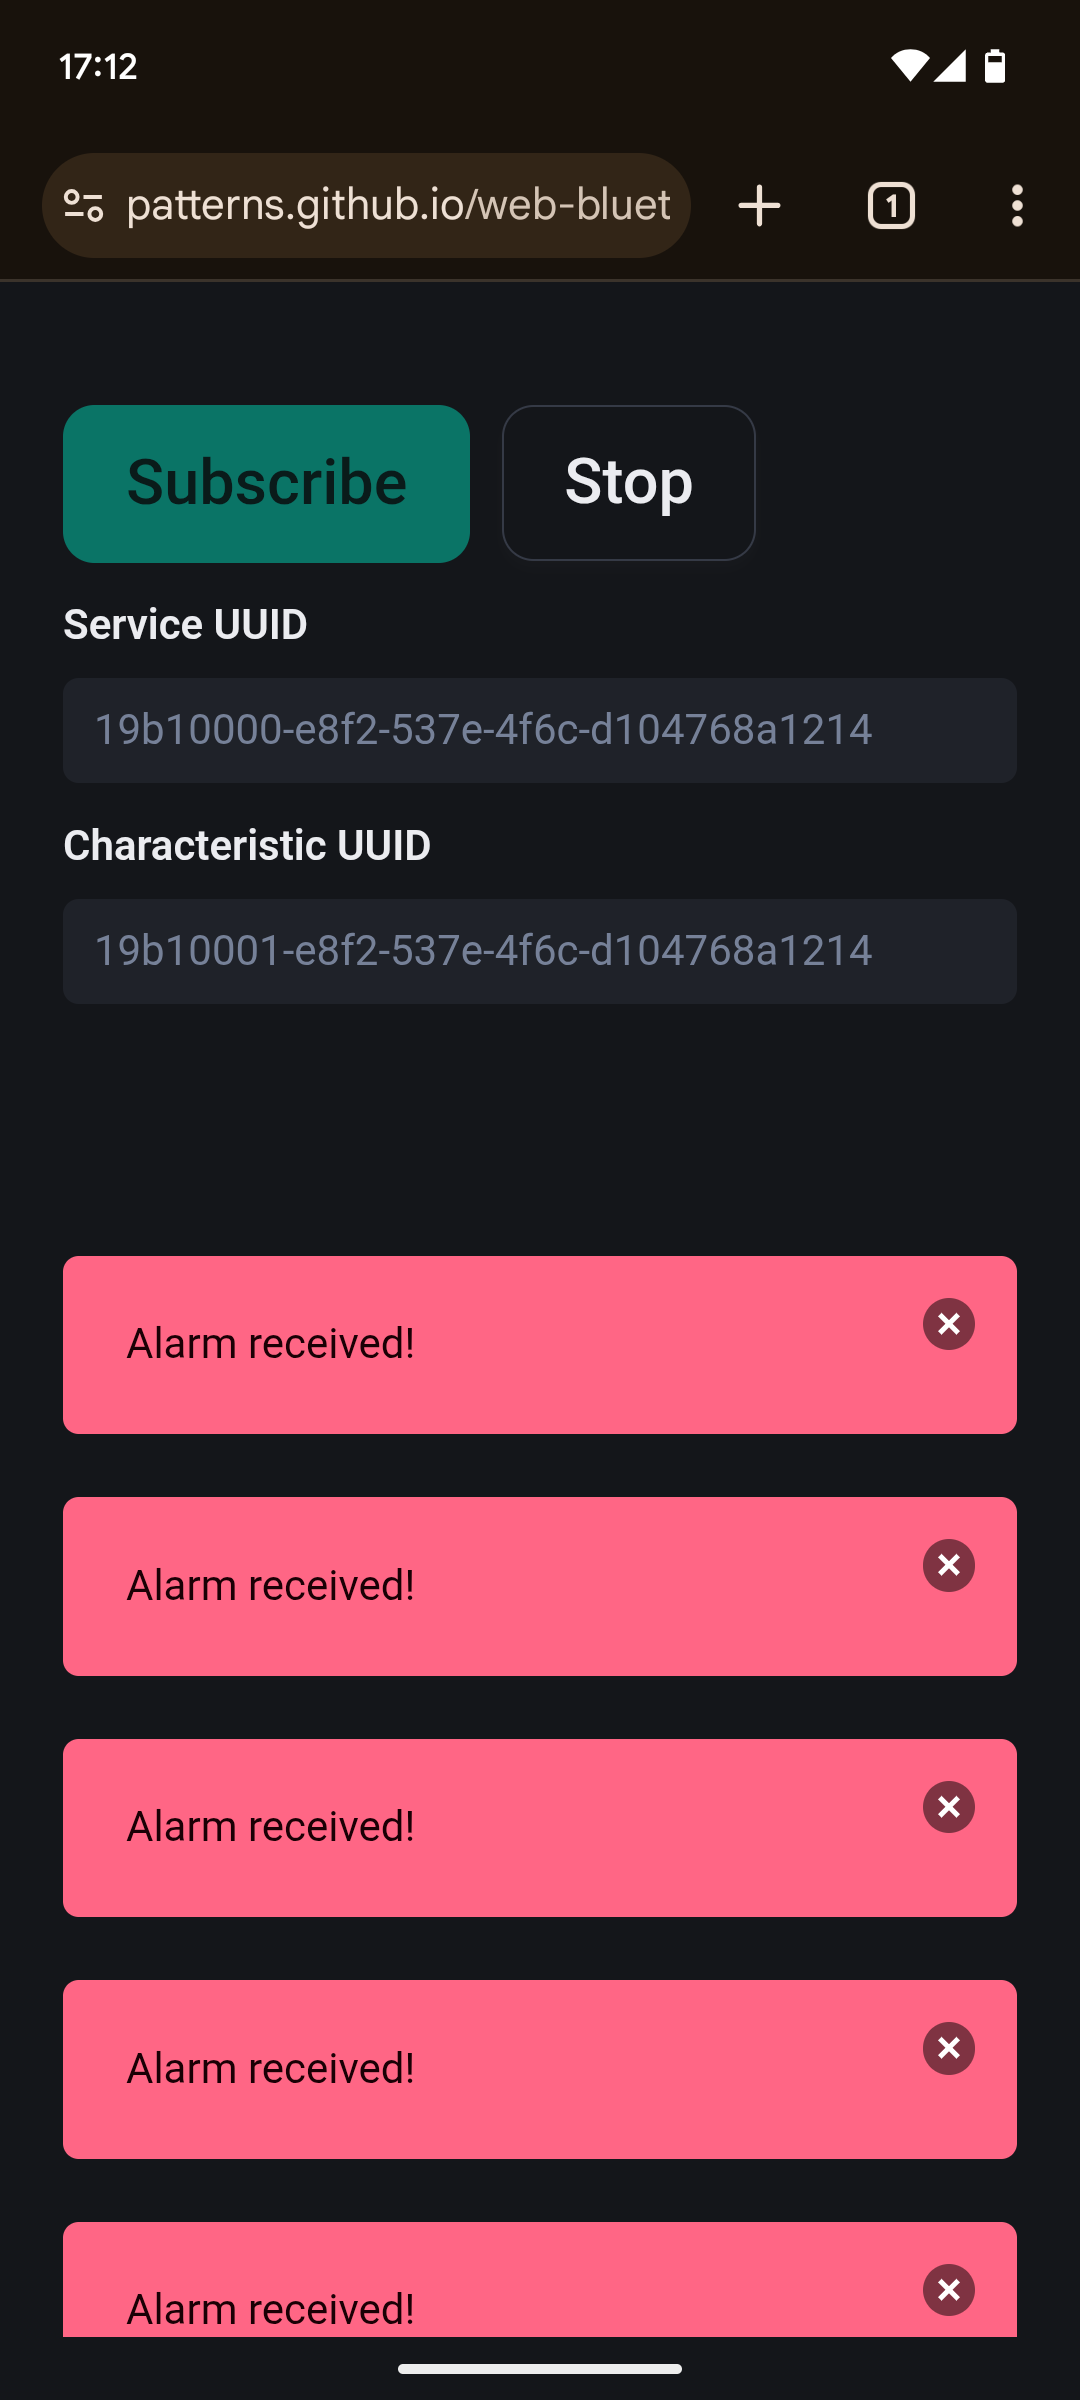 17:12
patterns.github.io/web-bluet
1
Subscribe
Stop
Service UUID
19b10000-e8f2-537e-4f6c-d104768a1214
Characteristic UUID
19b10001-e8f2-537e-4f6c-d104768a1214
Alarm received!
Alarm received!
Alarm received!
Alarm received!
Alarm received!